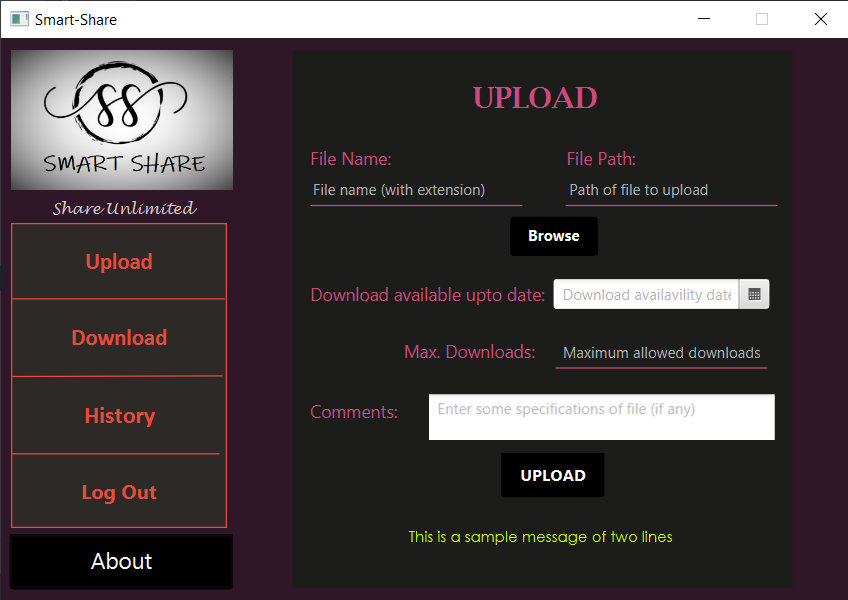 Smart-Share
SS
SMART SHARE
Share Unlimited
Upload
Download
History
Log Out
About
UPLOAD
File Name:
File Path:
File name (with extension)
Path of file to upload
Browse
Download available upto date:
Download availavility date
Max. Downloads:
Maximum allowed downloads
Comments:
Enter some specifications of file (if any)
UPLOAD
This is a sample message of two lines